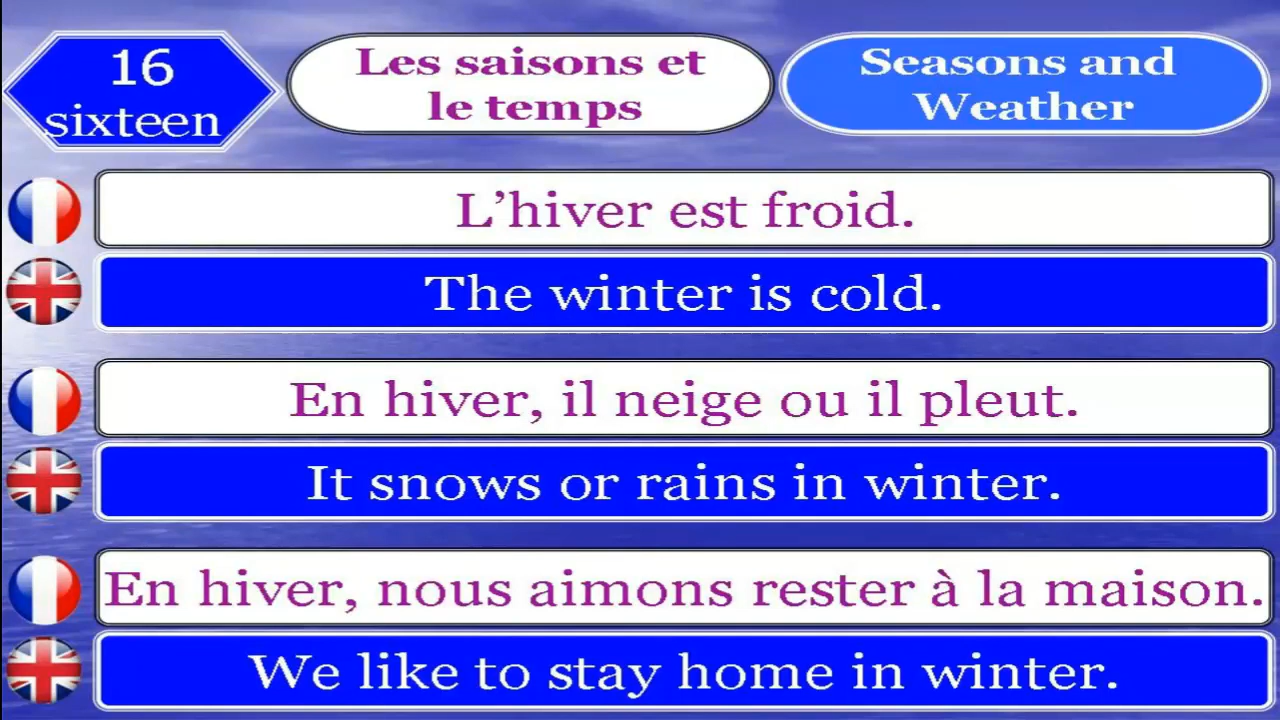 16
sixteen
Les saisons et
le temps
Seasons and
Weather
L’hiver est froid.
The winter is cold.
En hiver, il neige ou il pleut.
It snows or rains in winter.
En hiver, nous aimons rester à la maison.
We like to stay home in winter.